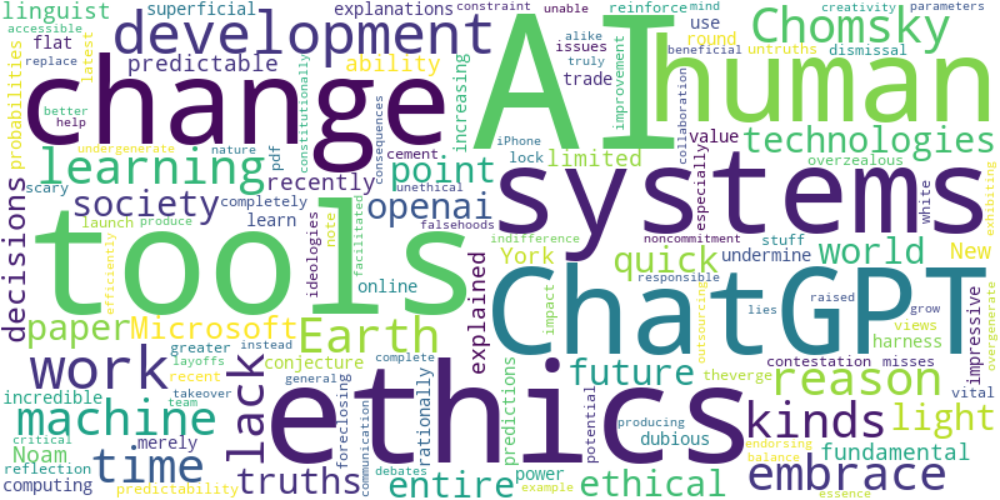 linguist
superficial
explanations
constraint
unable
reinforce
mind
creativity
parameters
accessible
flat
development
alike
issues
use
round
Chomsky
replace
latest
predictable
ability
AI
truly
trade
improvement
beneficial
untruths
dismissal
probabilities
change
human
better
help
constitutionally
consequences
increasing
collaboration
undergenerate
nature
pdf
cement
iPhone
lock
limited
value
technologies
learning
recently
point
especially
overzealous
scary
unethical
systems
white
exhibiting
decisions
society
completely
learn
openai
launch
produce
ideologies
note
facilitated
falsehoods
indifference
noncommitment
stuff
world
New
tools
efficiently
online
explained
York
quick
responsible
undermine
ChatGPT
impact
outsourcing
lies
raised
grow
views
harness
impressive
overgenerate
paper
Microsoft
Earth
greater
instead
conjecture
complete
theverge
contestation
misses
work
layoffs
recent
takeover
team
lack
general
foreclosing
rationally
predictions
future
reason
vital
incredible
ethics
potential
producing
dubious
kinds
light
machine
critical
Noam
merely
communication
debates
endorsing
balance
fundamental
reflection
computing
time
predictability
truths
entire
example
power
ethical
embrace
essence